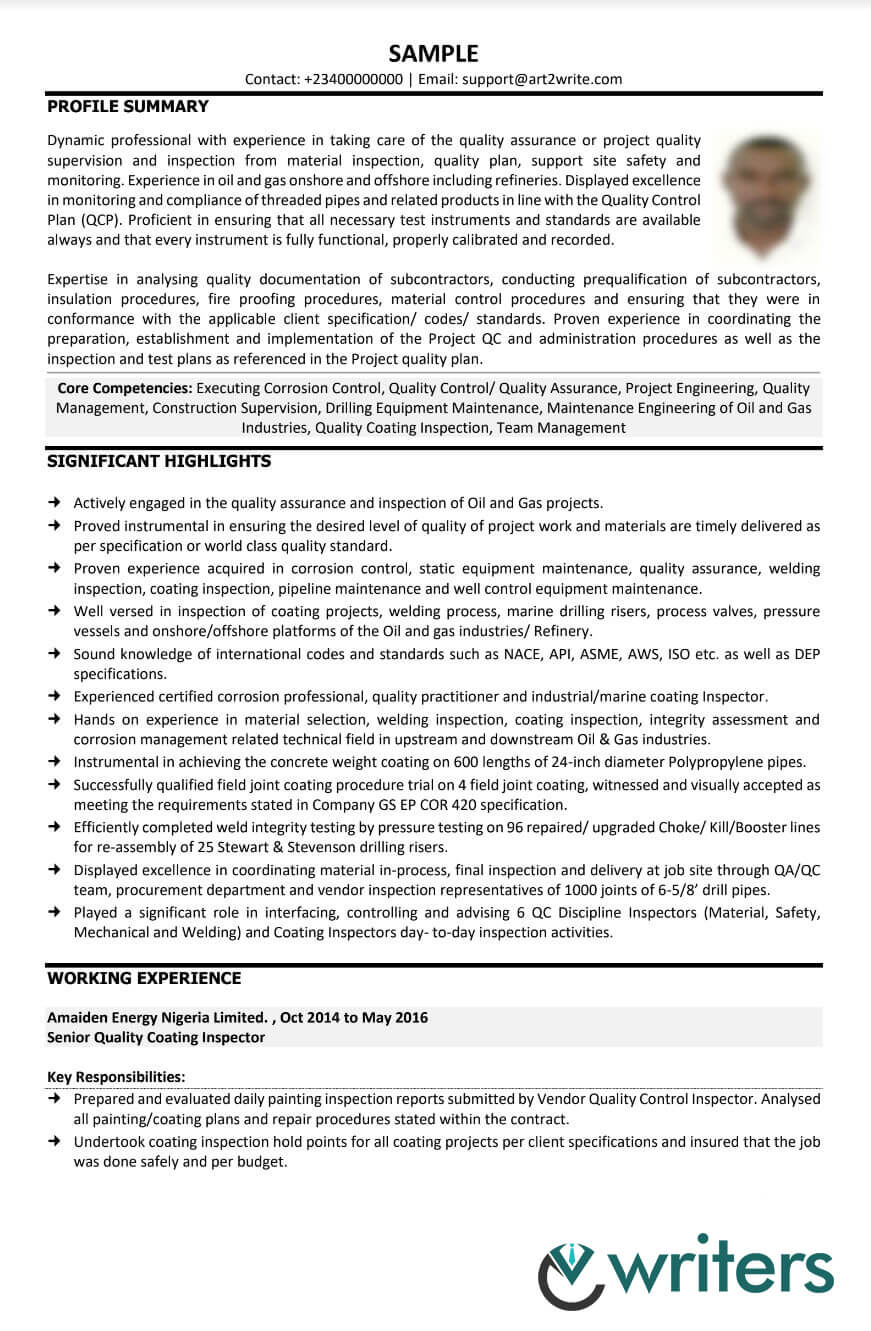 SAMPLE
Contact: +23400000000 | Email: support@art2write.com
PROFILE SUMMARY
Dynamic professional with experience in taking care of the quality assurance or project quality
supervision and inspection from material inspection, quality plan, support site safety and
monitoring. Experience in oil and gas onshore and offshore including refineries. Displayed excellence
in monitoring and compliance of threaded pipes and related products in line with the Quality Control
Plan (QCP). Proficient in ensuring that all necessary test instruments and standards are available
always and that every instrument is fully functional, properly calibrated and recorded.
Expertise in analysing quality documentation of subcontractors, conducting prequalification of subcontractors,
insulation procedures, fire proofing procedures, material control procedures and ensuring that they were in
conformance with the applicable client specification/ codes/ standards. Proven experience in coordinating the
preparation, establishment and implementation of the Project QC and administration procedures as well as the
inspection and test plans as referenced in the Project quality plan.
Core Competencies: Executing Corrosion Control, Quality Control/ Quality Assurance, Project Engineering, Quality
Management, Construction Supervision, Drilling Equipment Maintenance, Maintenance Engineering of Oil and Gas
Industries, Quality Coating Inspection, Team Management
SIGNIFICANT HIGHLIGHTS
➔ Actively engaged in the quality assurance and inspection of Oil and Gas projects.
➔ Proved instrumental in ensuring the desired level of quality of project work and materials are timely delivered as
per specification or world class quality standard.
➔ Proven experience acquired in corrosion control, static equipment maintenance, quality assurance, welding
inspection, coating inspection, pipeline maintenance and well control equipment maintenance.
➔ Well versed in inspection of coating projects, welding process, marine drilling risers, process valves, pressure
vessels and onshore/offshore platforms of the Oil and gas industries/ Refinery.
➔ Sound knowledge of international codes and standards such as NACE, API, ASME, AWS, ISO etc. as well as DEP
specifications.
➔ Experienced certified corrosion professional, quality practitioner and industrial/marine coating Inspector.
➔ Hands on experience in material selection, welding inspection, coating inspection, integrity assessment and
corrosion management related technical field in upstream and downstream Oil & Gas industries.
➔ Instrumental in achieving the concrete weight coating on 600 lengths of 24-inch diameter Polypropylene pipes.
➔ Successfully qualified field joint coating procedure trial on 4 field joint coating, witnessed and visually accepted as
meeting the requirements stated in Company GS EP COR 420 specification.
➔ Efficiently completed weld integrity testing by pressure testing on 96 repaired/ upgraded Choke/ Kill/Booster lines
for re-assembly of 25 Stewart & Stevenson drilling risers.
➔ Displayed excellence in coordinating material in-process, final inspection and delivery at job site through QA/QC
team, procurement department and vendor inspection representatives of 1000 joints of 6-5/8’ drill pipes.
➔ Played a significant role in interfacing, controlling and advising 6 QC Discipline Inspectors (Material, Safety,
Mechanical and Welding) and Coating Inspectors day- to-day inspection activities.
WORKING EXPERIENCE
Amaiden Energy Nigeria Limited. , Oct 2014 to May 2016
Senior Quality Coating Inspector
Key Responsibilities:
➔ Prepared and evaluated daily painting inspection reports submitted by Vendor Quality Control Inspector. Analysed
all painting/coating plans and repair procedures stated within the contract.
➔ Undertook coating inspection hold points for all coating projects per client specifications and insured that the job
was done safely and per budget.
writers